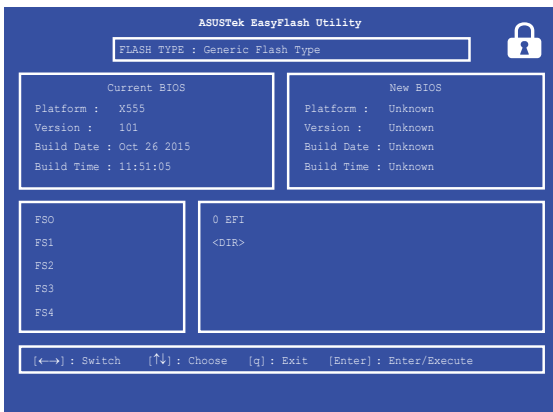 ASUSTek EasyFlash Utility
FLASH TYPE : Generic Flash Type
Current BIOS
Platform : X555
Version : 101
Build Date : Oct 26 2015
Build Time : 11:51:05
New BIOS
Platform : Unknown
Version : Unknown
Build Date : Unknown
Build Time : Unknown
FS0
FS1
FS2
FS3
FS4
0 EFI
<DIR>
[←→] : Switch [↑↓] : Choose [q] : Exit [Enter] : Enter/Execute